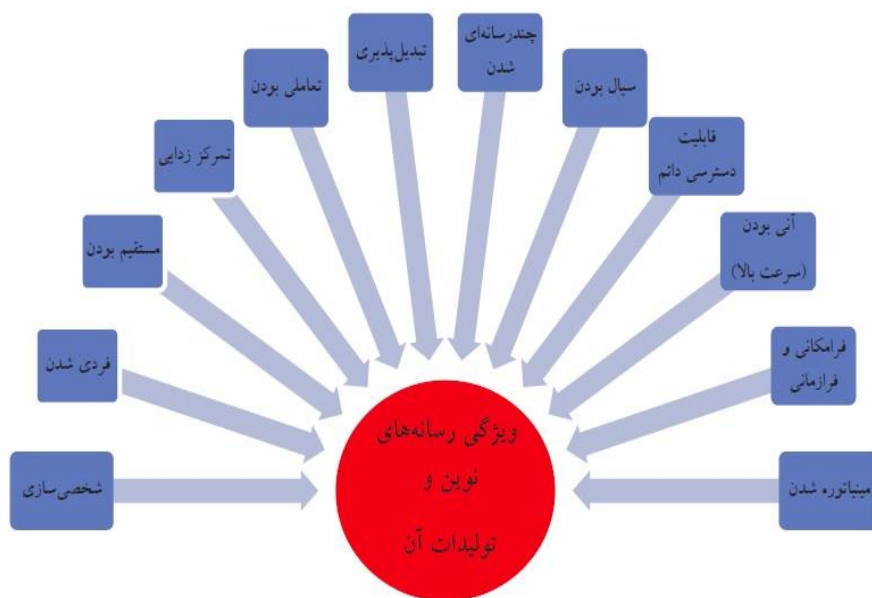 چندرسانه‌ای
شدن
تبدیل‌پذیری
سیال بودن
تعاملی بودن
قابلیت
دسترسی دائم
تمرکز زدایی
آنی بودن
(سرعت بالا)
مستقیم بودن
فرامکانی و
فرازمانی
فردی شدن
مینیاتوره شدن
شخصی‌سازی
ویژگی رسانه‌های
نوین و
تولیدات آن